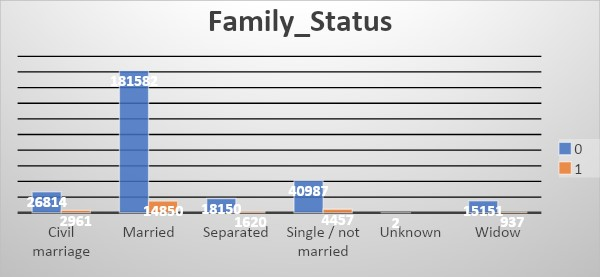 Family_Status
181582
26814
2961
14850
18150
1620
40987
4457
2
15151
937
Civil marriage
Married
Separated
Single / not married
Unknown
Widow
0
1